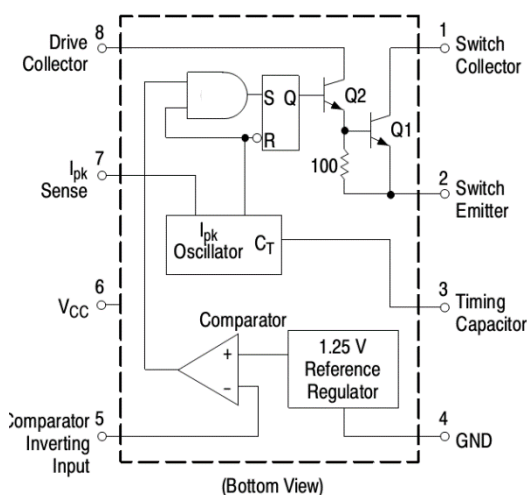 8
Drive
Collector
1
Switch
Collector
S Q
R
Q2
Q1
100
7
Ipk
Sense
2
Switch
Emitter
Ipk
Oscillator
CT
6
VCC
3
Timing
Capacitor
Comparator
+
−
1.25 V
Reference
Regulator
Comparator
Inverting
Input
5
4
GND
(Bottom View)